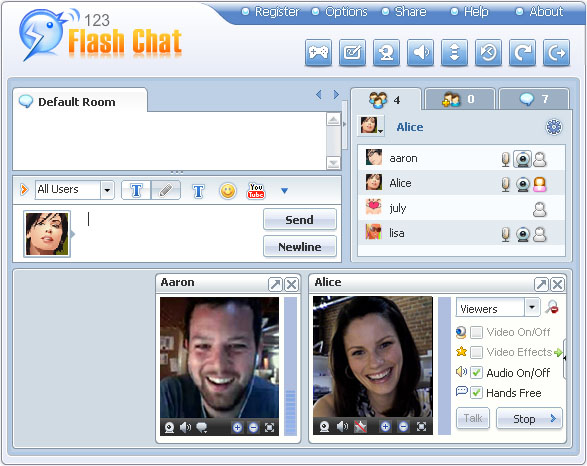 Register Options Share Help About
123
Flash Chat
Default Room
4 0 7
Alice
aaron
Alice
july
lisa
All Users
T T You Tube
Send
Newline
Aaron
Alice
Viewers
Video On/Off
Video Effects
Audio On/Off
Hands Free
Talk Stop